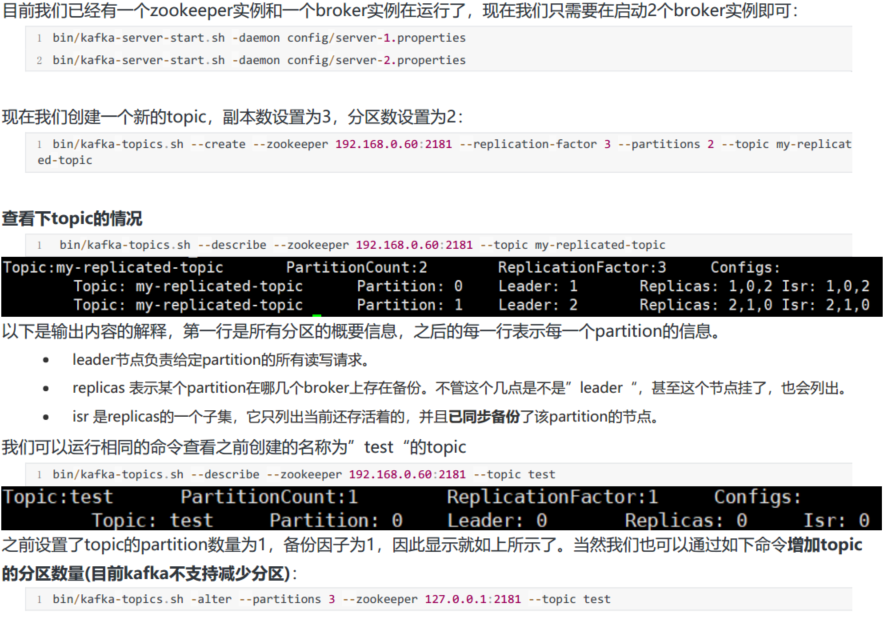 目前我们已经有一个zookeeper实例和一个broker实例在运行了，现在我们只需要在启动2个broker实例即可：
1 bin/kafka-server-start.sh -daemon config/server-1.properties
2 bin/kafka-server-start.sh -daemon config/server-2.properties
现在我们创建一个新的topic，副本数设置为3，分区数设置为2：
1 bin/kafka-topics.sh --create --zookeeper 192.168.0.60:2181 --replication-factor 3 --partitions 2 --topic my-replicat
ed-topic
查看下topic的情况
1 bin/kafka-topics.sh --describe --zookeeper 192.168.0.60:2181 --topic my-replicated-topic
Topic:my-replicated-topic PartitionCount:2 ReplicationFactor:3 Configs:
Topic: my-replicated-topic Partition: 0 Leader: 1 Replicas: 1,0,2 Isr: 1,0,2
Topic: my-replicated-topic Partition: 1 Leader: 2 Replicas: 2,1,0 Isr: 2,1,0
以下是输出内容的解释，第一行是所有分区的概要信息，之后的每一行表示每一个partition的信息。
• leader节点负责给定partition的所有读写请求。
• replicas 表示某个partition在哪几个broker上存在备份。不管这个几点是不是”leader“，甚至这个节点挂了，也会列出。
• isr 是replicas的一个子集，它只列出当前还存活着的，并且已同步备份了该partition的节点。
我们可以运行相同的命令查看之前创建的名称为”test“的topic
1 bin/kafka-topics.sh --describe --zookeeper 192.168.0.60:2181 --topic test
Topic:test PartitionCount:1 ReplicationFactor:1 Configs:
Topic: test Partition: 0 Leader: 0 Replicas: 0 Isr: 0
之前设置了topic的partition数量为1，备份因子为1，因此显示就如上所示了。当然我们也可以通过如下命令增加topic
的分区数量(目前kafka不支持减少分区)：
1 bin/kafka-topics.sh -alter --partitions 3 --zookeeper 127.0.0.1:2181 --topic test